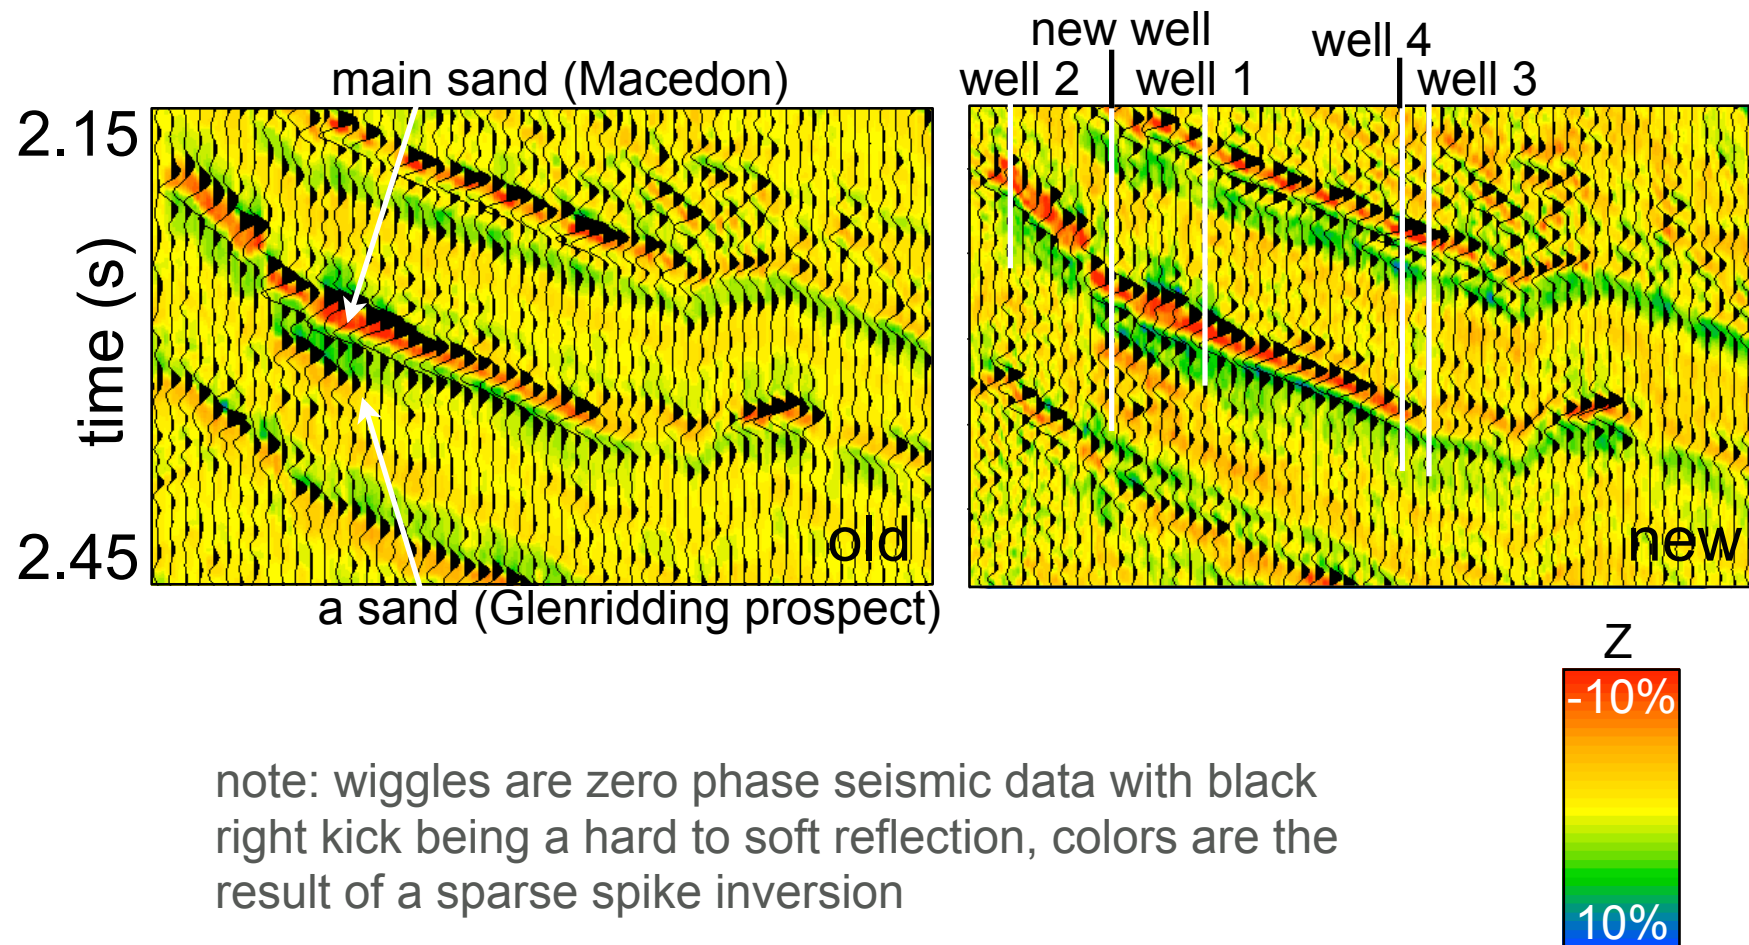 new well
well 4
main sand (Macedon)
well 2
well 1
well 3
2.15
time (s)
old
new
2.45
a sand (Glenridding prospect)
Z
-10%
note: wiggles are zero phase seismic data with black
right kick being a hard to soft reflection, colors are the
result of a sparse spike inversion
10%